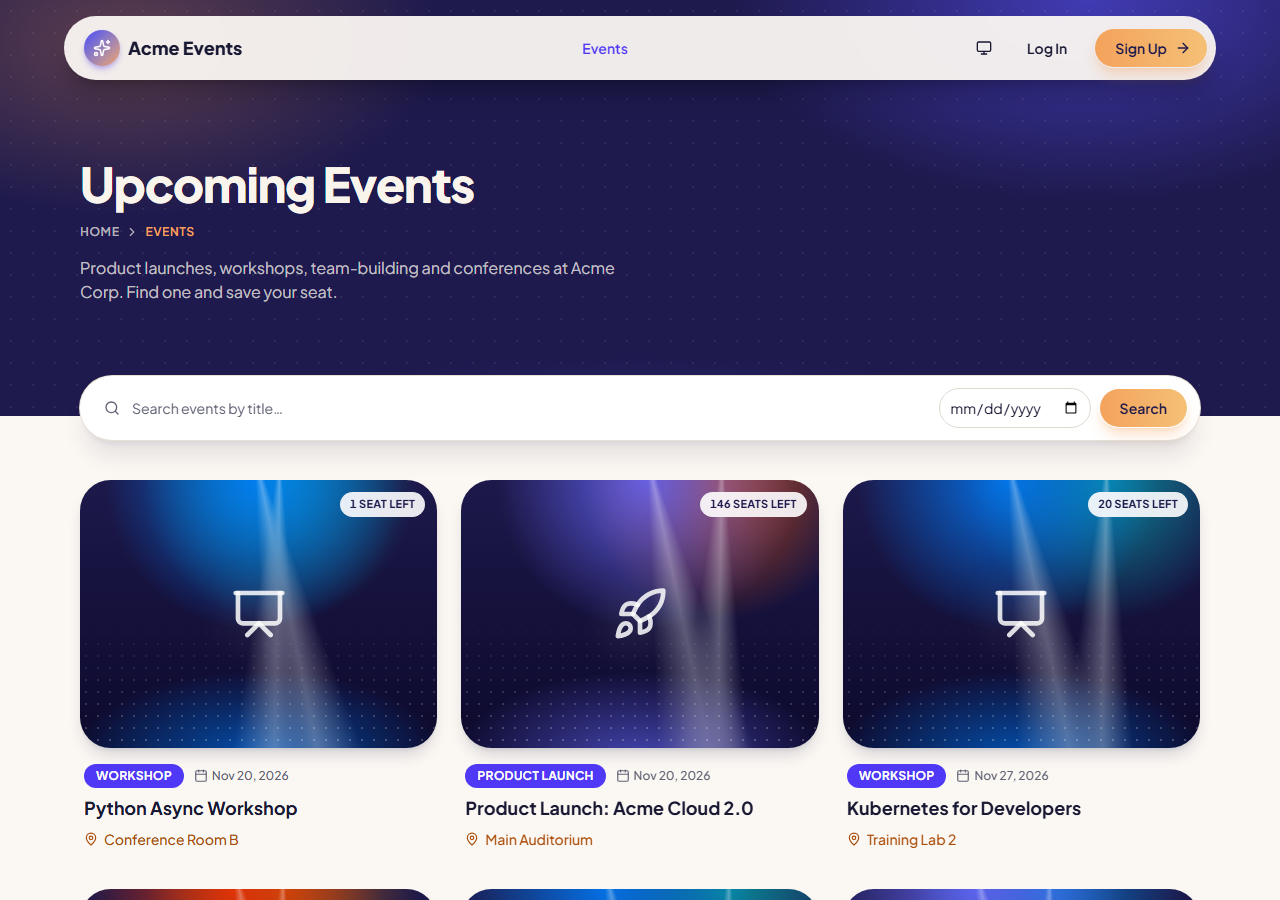 Acme Events
Events
Log In
Sign Up
Upcoming Events
HOME > EVENTS
Product launches, workshops, team-building and conferences at Acme
Corp. Find one and save your seat.
Search events by title…
mm/dd/yyyy
Search
1 SEAT LEFT
146 SEATS LEFT
20 SEATS LEFT
WORKSHOP Nov 20, 2026
Python Async Workshop
Conference Room B
PRODUCT LAUNCH Nov 20, 2026
Product Launch: Acme Cloud 2.0
Main Auditorium
WORKSHOP Nov 27, 2026
Kubernetes for Developers
Training Lab 2